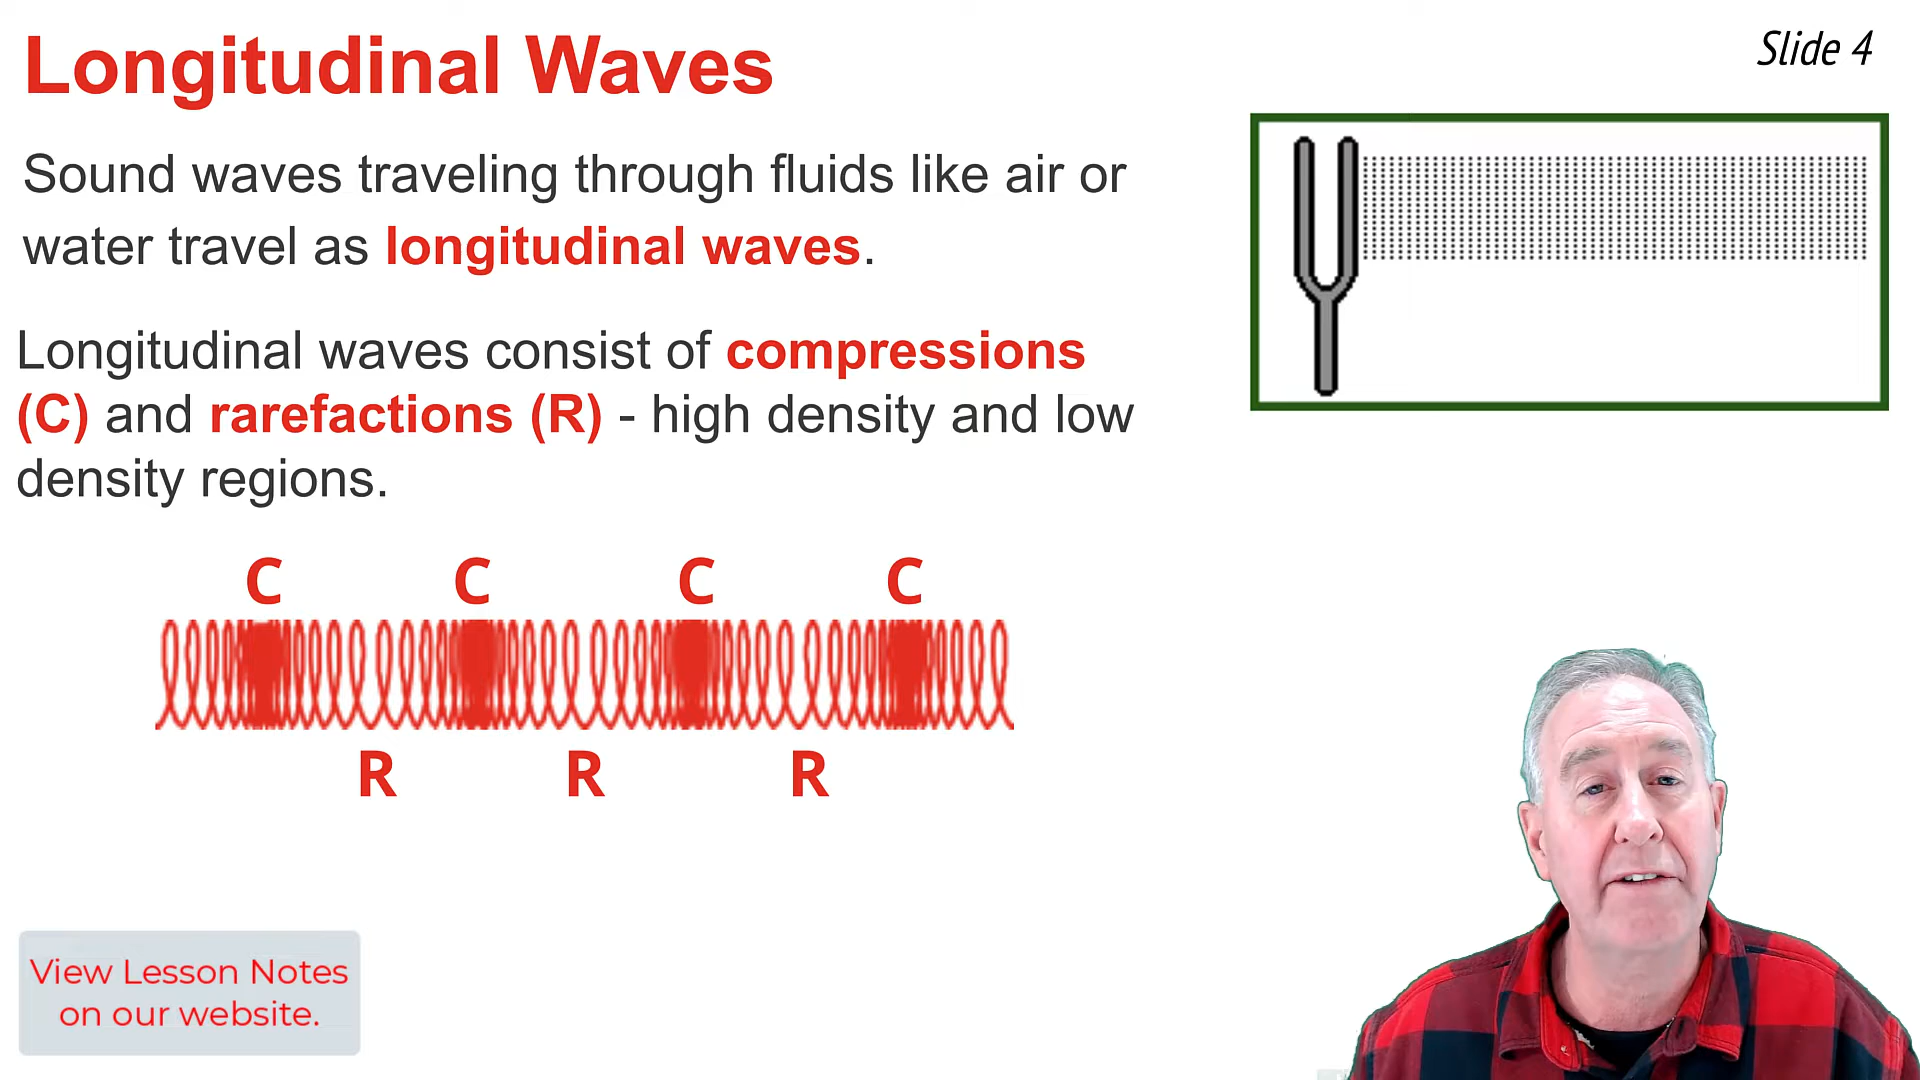 Longitudinal Waves
Slide 4
Sound waves traveling through fluids like air or
water travel as longitudinal waves.
Longitudinal waves consist of compressions
(C) and rarefactions (R) - high density and low
density regions.
C C C C
R R R
View Lesson Notes
on our website.